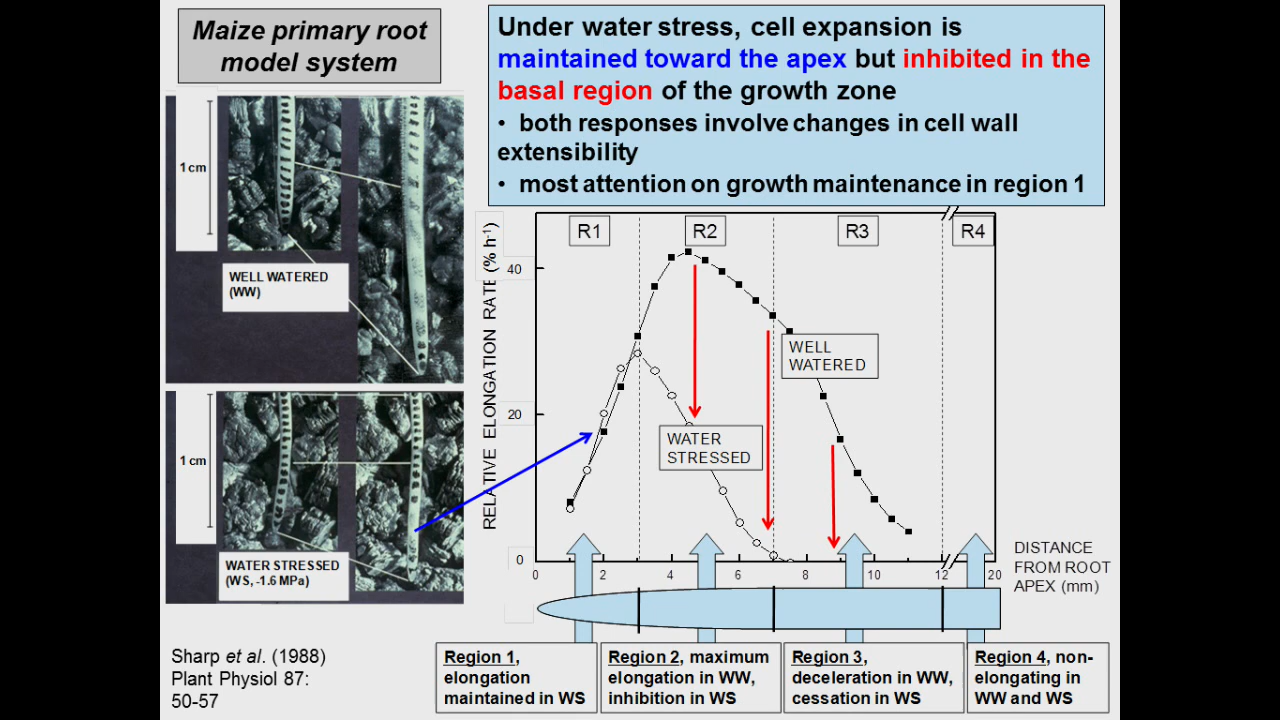 Maize primary root
model system
Under water stress, cell expansion is
maintained toward the apex but inhibited in the
basal region of the growth zone
• both responses involve changes in cell wall
extensibility
• most attention on growth maintenance in region 1
1 cm
WELL WATERED
(WW)
1 cm
WATER STRESSED
(WS, -1.6 MPa)
RELATIVE ELONGATION RATE (% h-1)
R1
R2
R3
R4
40
20
0
WELL
WATERED
WATER
STRESSED
0
2
4
6
8
10
12
20
DISTANCE
FROM ROOT
APEX (mm)
Region 1,
elongation
maintained in WS
Region 2, maximum
elongation in WW,
inhibition in WS
Region 3,
deceleration in WW,
cessation in WS
Region 4, non-
elongating in
WW and WS
Sharp et al. (1988)
Plant Physiol 87:
50-57